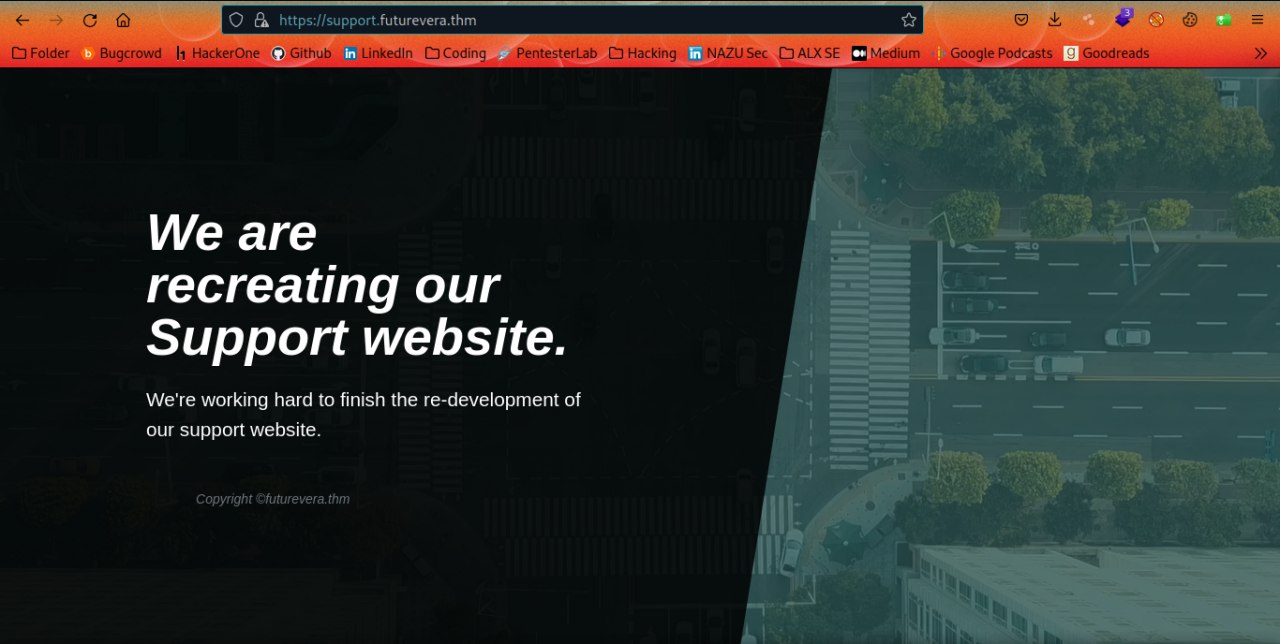 https://support.futurevera.thm
3
Folder Bugcrowd HackerOne Github LinkedIn Coding PentesterLab Hacking NAZU Sec ALX SE Medium Google Podcasts Goodreads
We are
recreating our
Support website.
We're working hard to finish the re-development of
our support website.
Copyright ©futurevera.thm